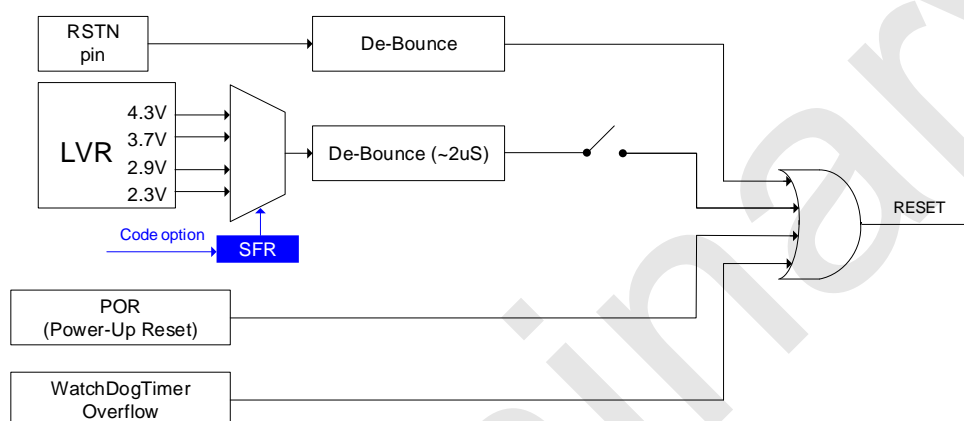 RSTN
pin
De-Bounce
LVR
4.3V
3.7V
2.9V
2.3V
De-Bounce (~2uS)
RESET
Code option
SFR
POR
(Power-Up Reset)
WatchDogTimer
Overflow